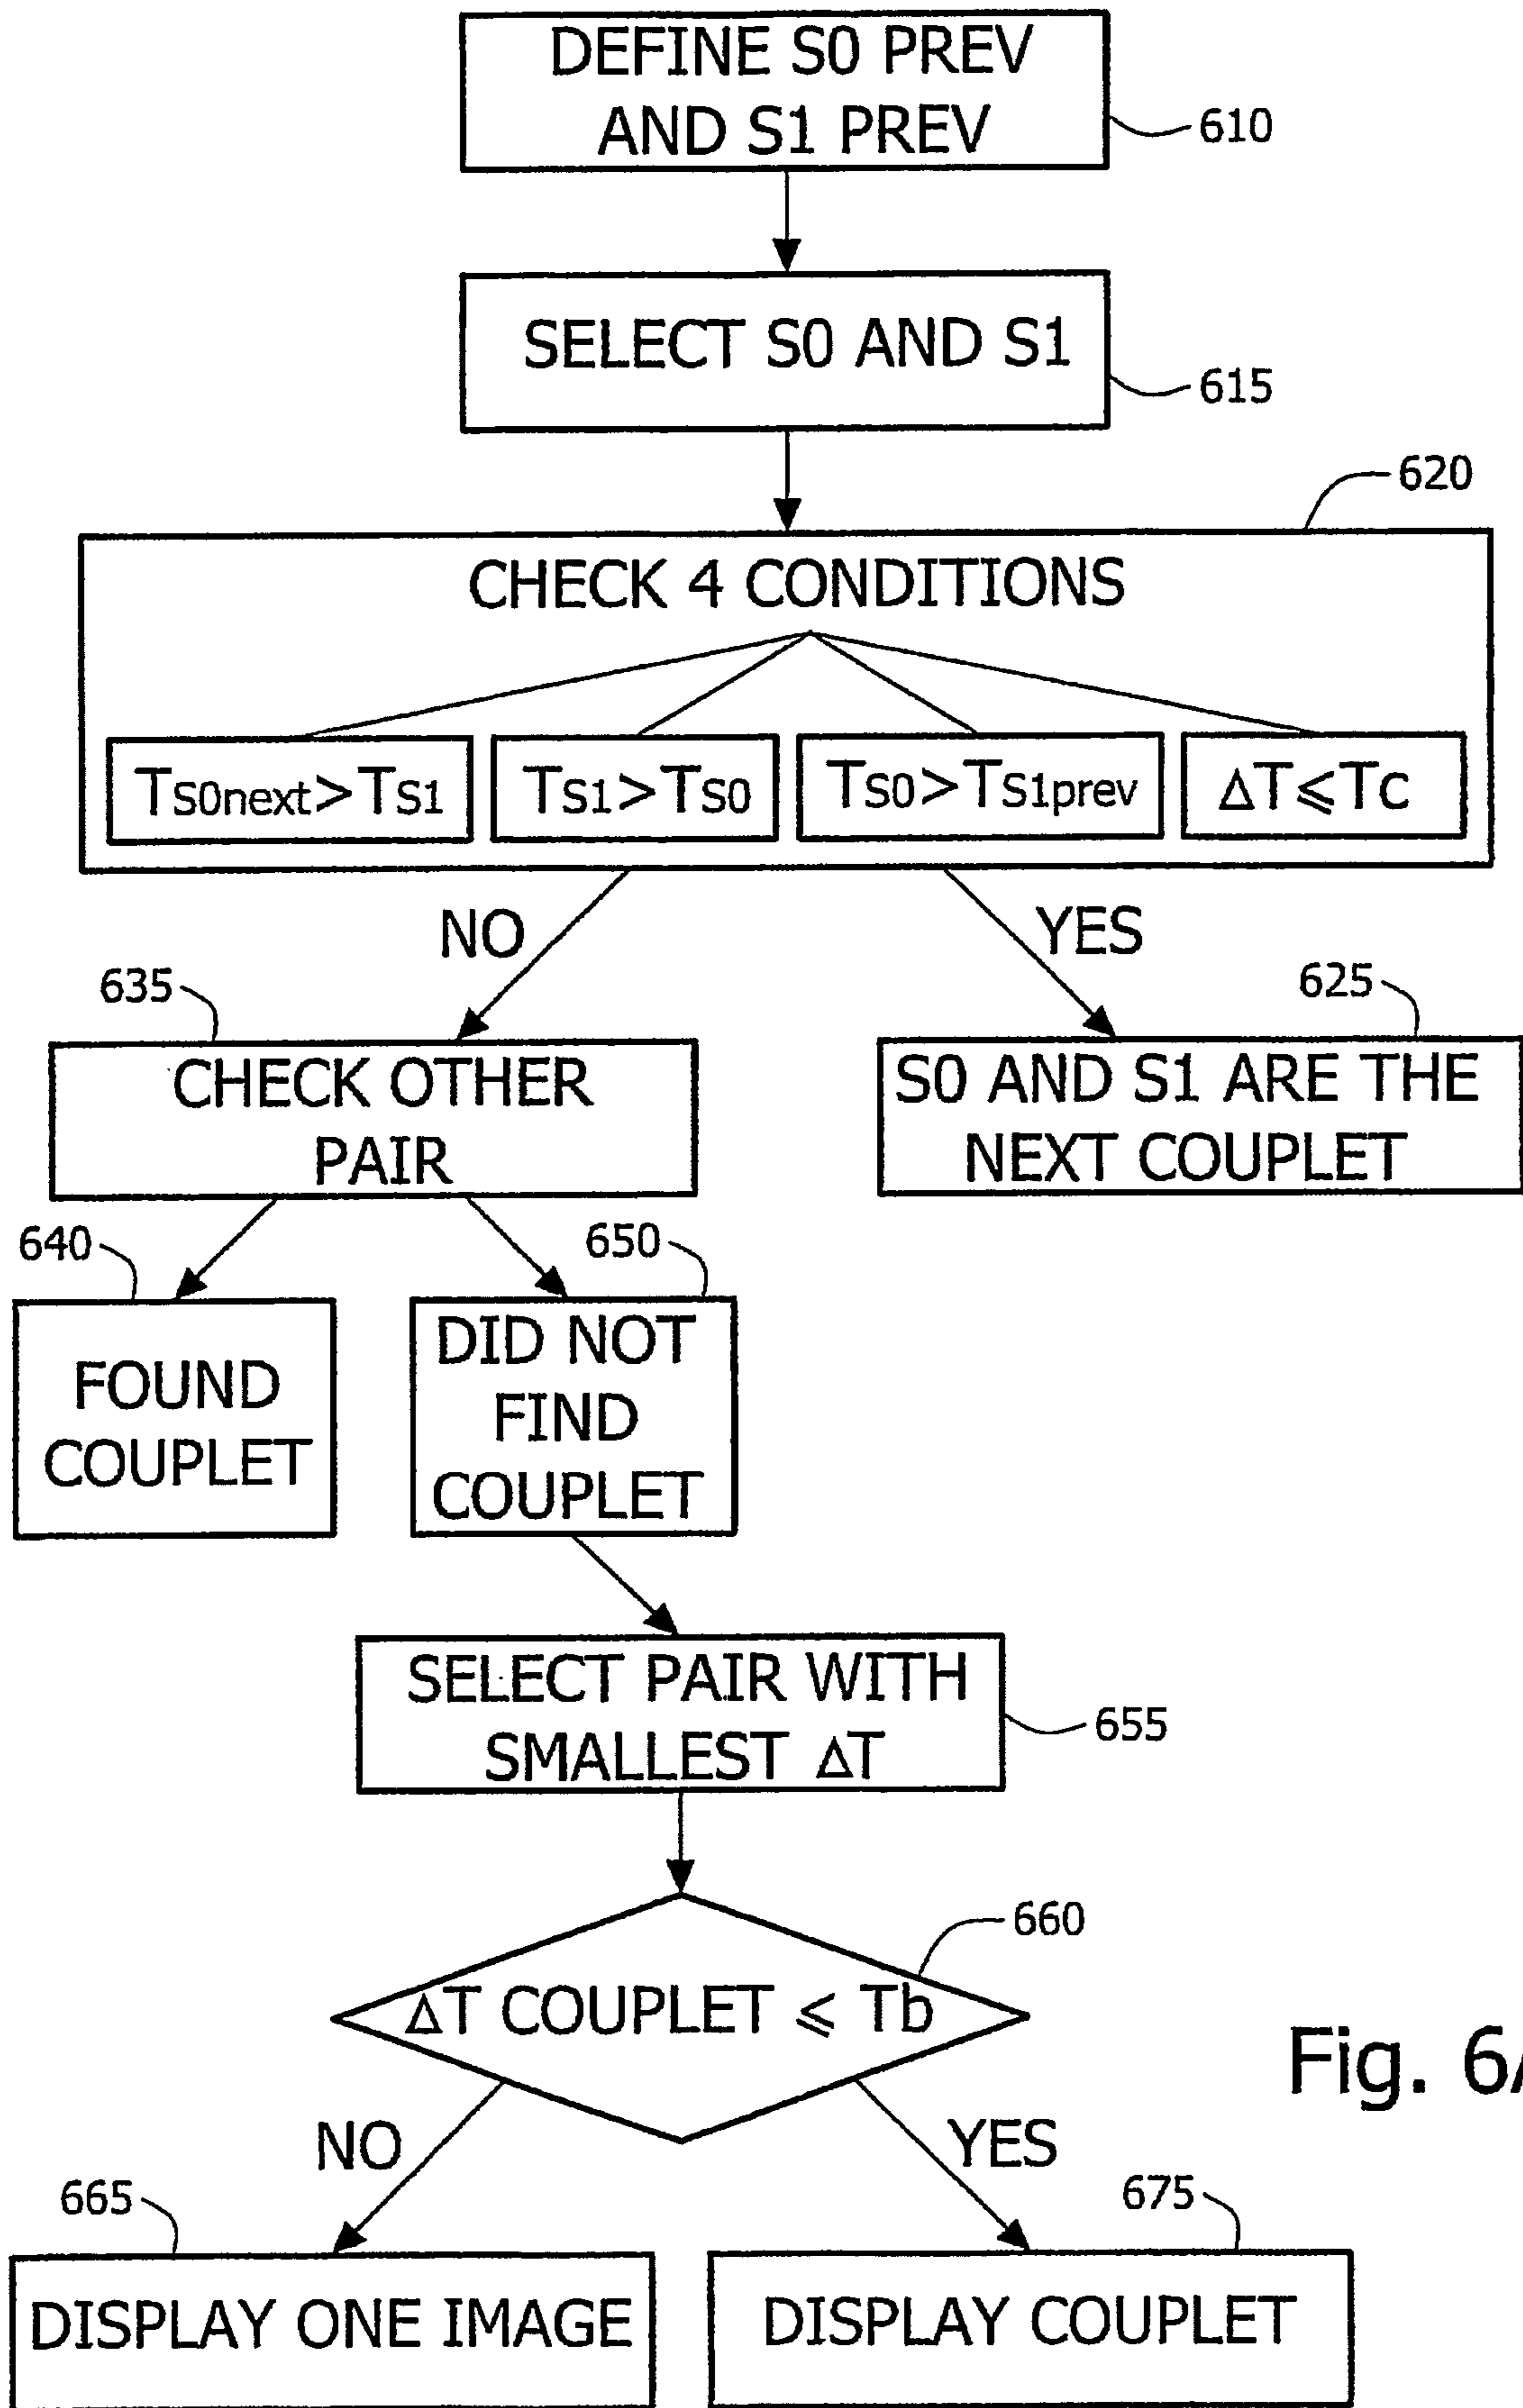 DEFINE S0 PREV
AND S1 PREV
610
SELECT S0 AND S1
615
620
CHECK 4 CONDITIONS
TS0next>TS1
TS1>TS0
TS0>TS1prev
ΔT⩽Tc
NO
YES
635
625
CHECK OTHER
PAIR
S0 AND S1 ARE THE
NEXT COUPLET
640
650
FOUND
COUPLET
DID NOT
FIND
COUPLET
SELECT PAIR WITH
SMALLEST ΔT
655
660
ΔT COUPLET ⩽ Tb
Fig. 6A
NO
YES
665
675
DISPLAY ONE IMAGE
DISPLAY COUPLET